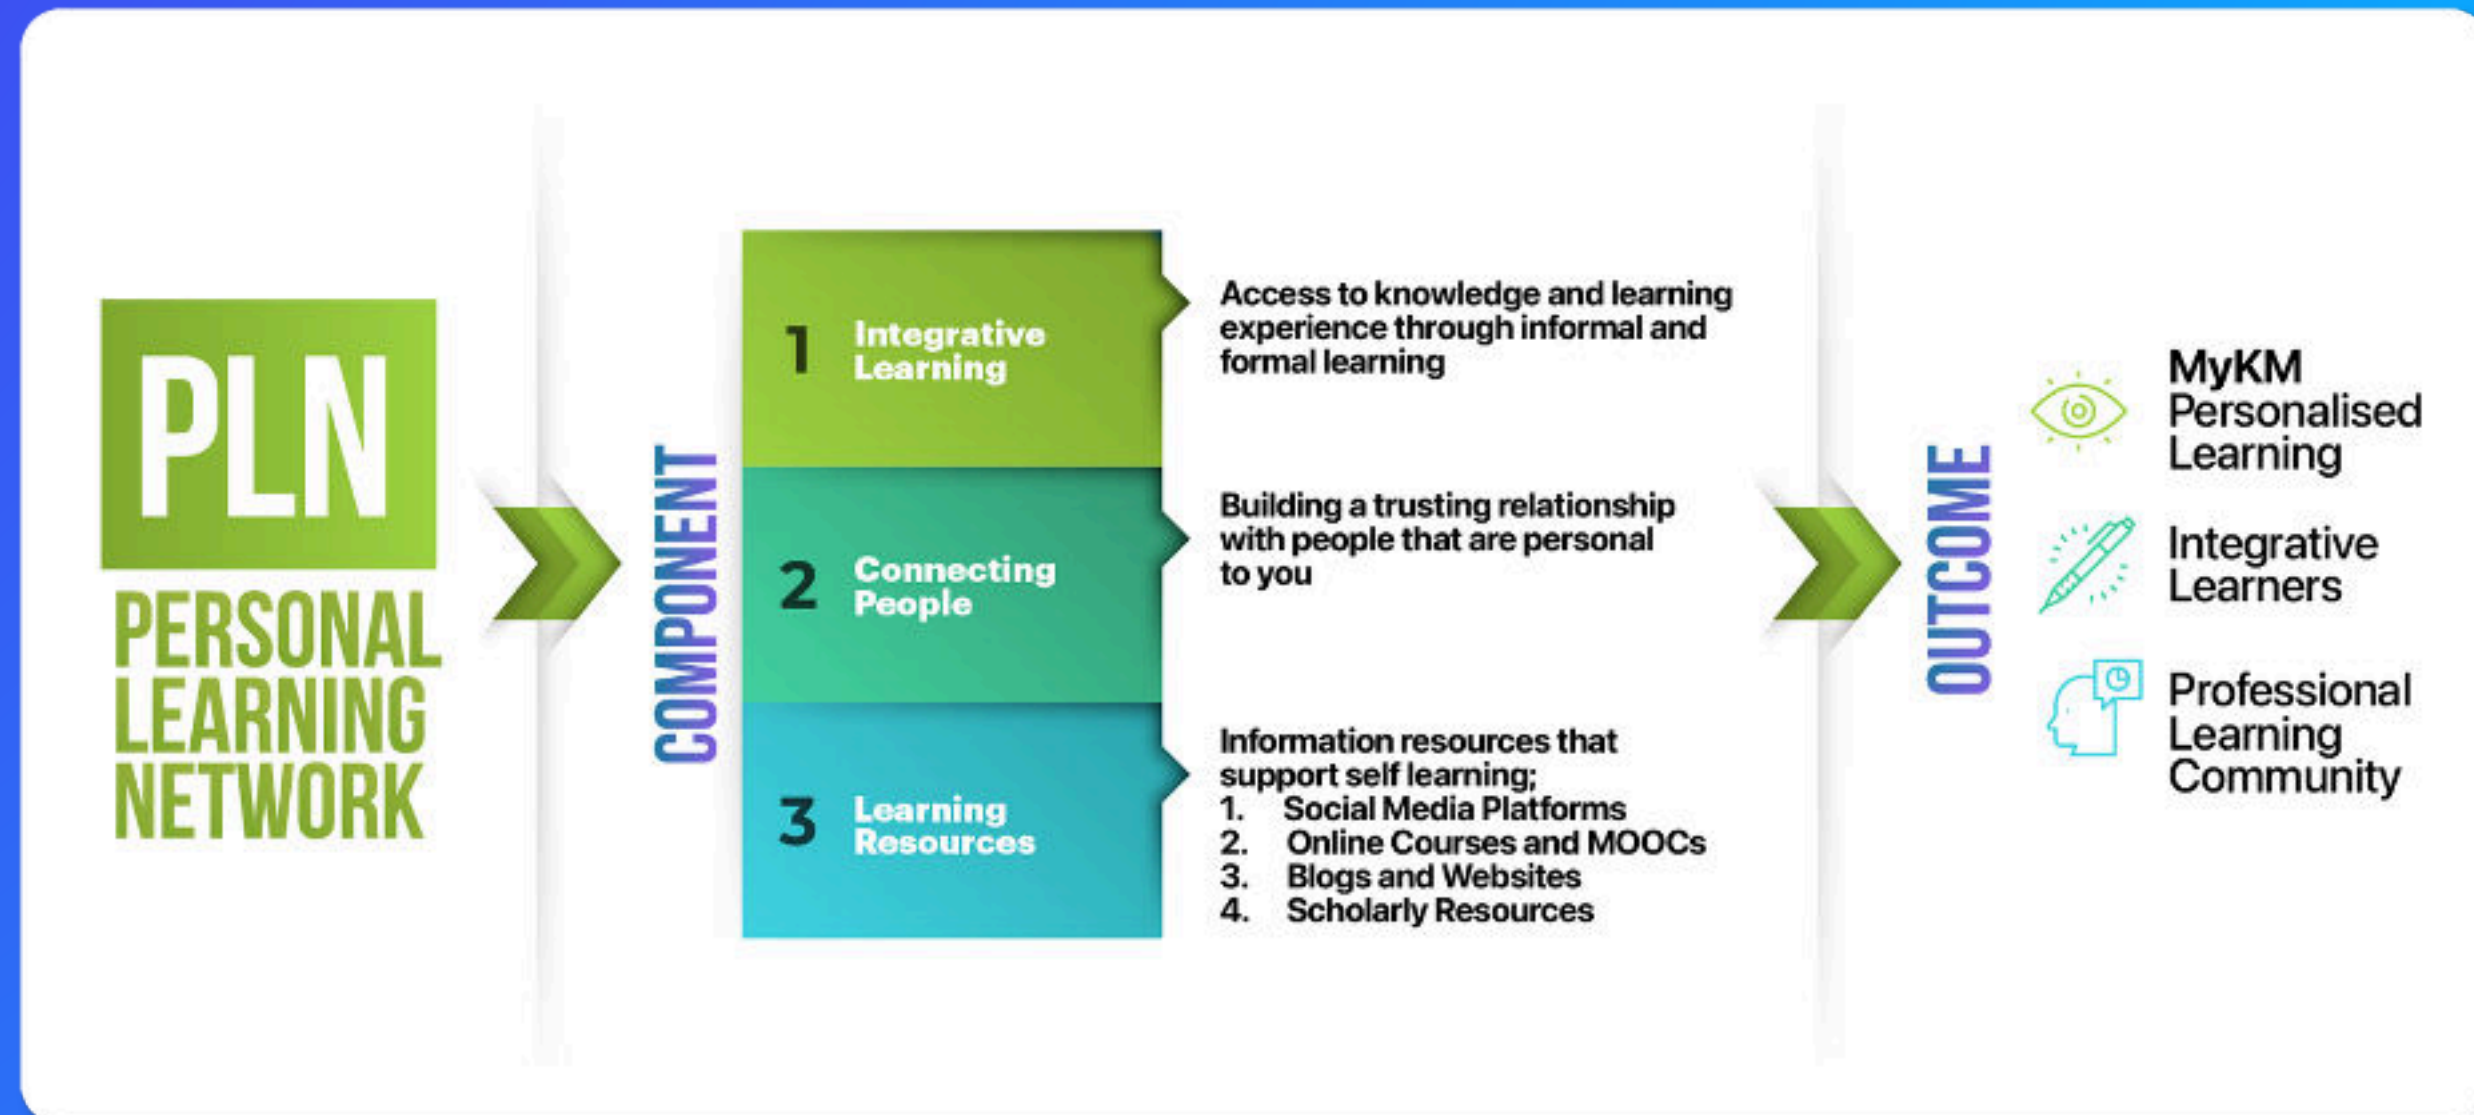 PLN
PERSONAL
LEARNING
NETWORK
COMPONENT
1
Integrative
Learning
Access to knowledge and learning
experience through informal and
formal learning
2
Connecting
People
Building a trusting relationship
with people that are personal
to you
3
Learning
Resources
Information resources that
support self learning;
1. Social Media Platforms
2. Online Courses and MOOCs
3. Blogs and Websites
4. Scholarly Resources
OUTCOME
MyKM
Personalised
Learning
Integrative
Learners
Professional
Learning
Community